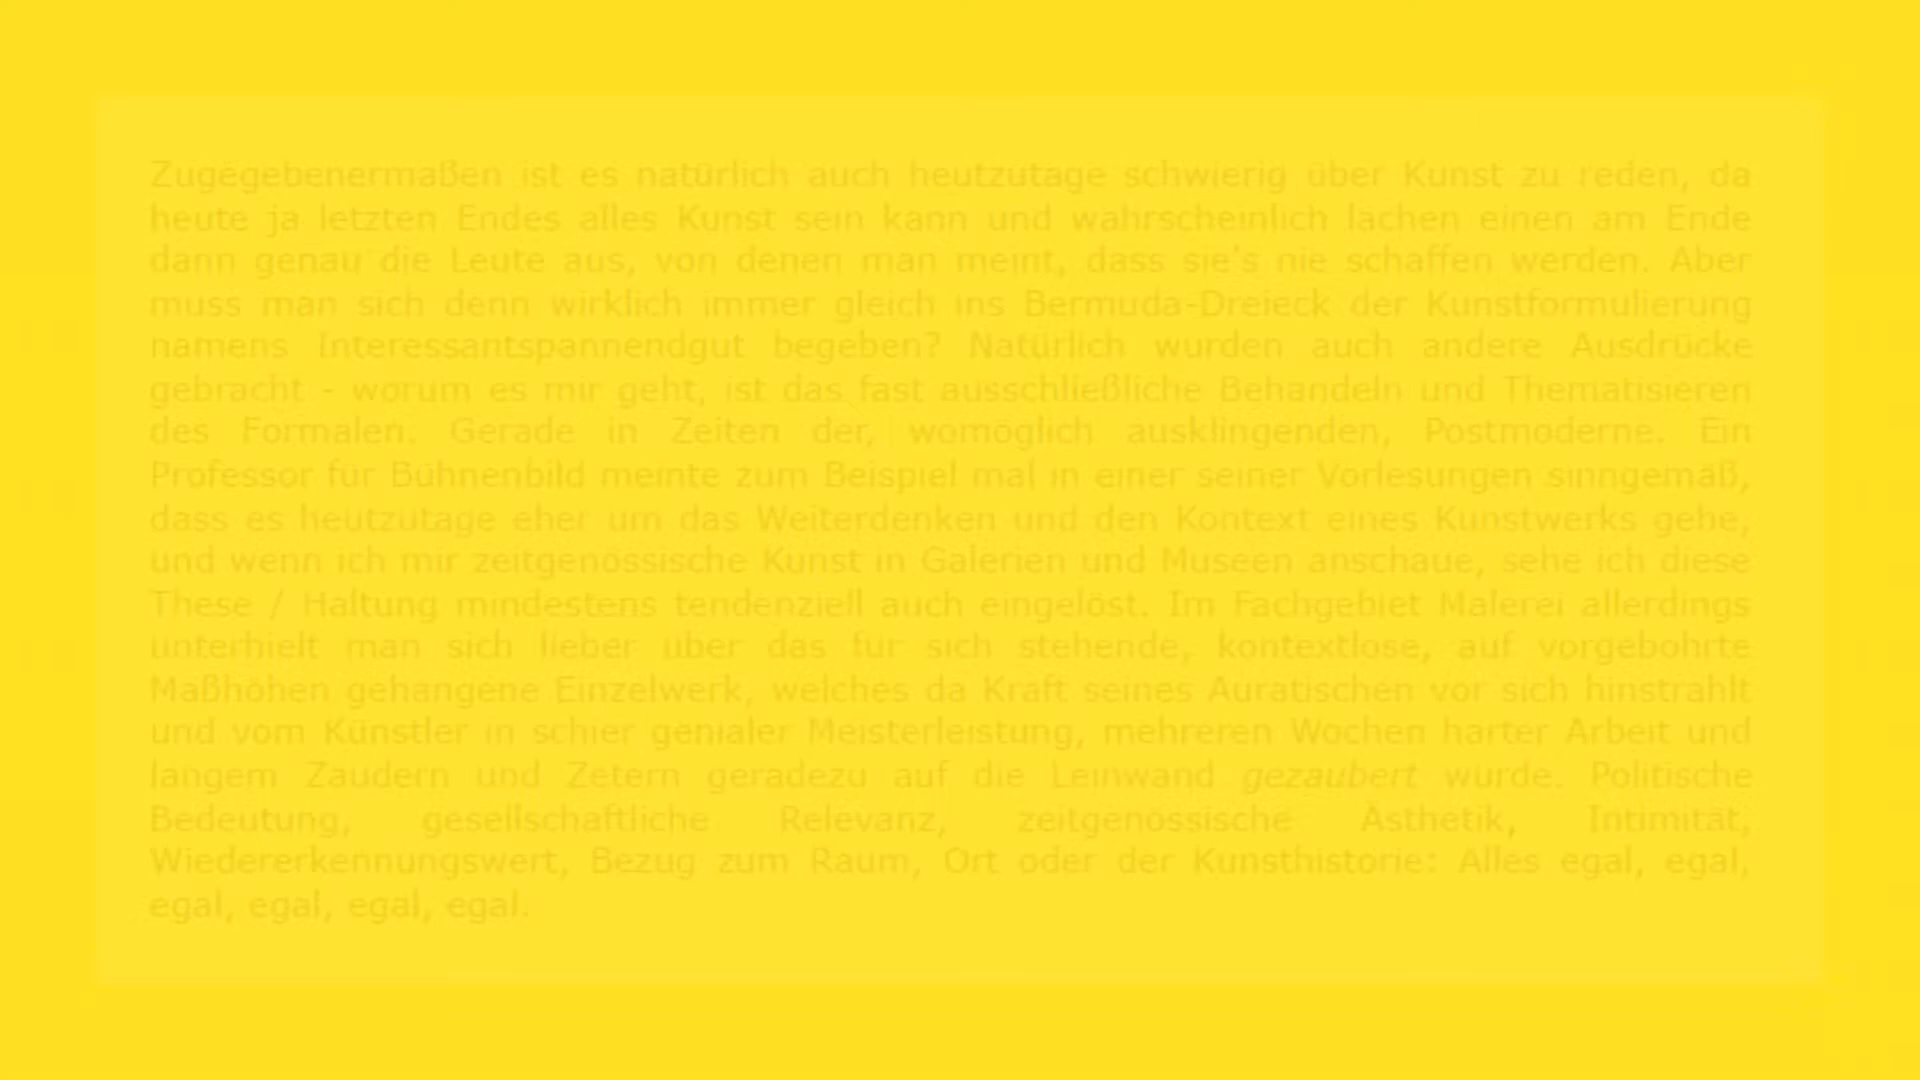 Zugegebenermaßen ist es natürlich auch heutzutage schwierig über Kunst zu reden, da
heute ja letzten Endes alles Kunst sein kann und wahrscheinlich lachen einen am Ende
dann genau die Leute aus, von denen man meint, dass sie's nie schaffen werden. Aber
muss man sich denn wirklich immer gleich ins Bermuda-Dreieck der Kunstformulierung
namens Interessantspannendgut begeben? Natürlich wurden auch andere Ausdrücke
gebracht - worum es mir geht, ist das fast ausschließliche Behandeln und Thematisieren
des Formalen. Gerade in Zeiten der, womöglich ausklingenden, Postmoderne. Ein
Professor für Bühnenbild meinte zum Beispiel mal in einer seiner Vorlesungen sinngemäß,
dass es heutzutage eher um das Weiterdenken und den Kontext eines Kunstwerks gehe,
und wenn ich mir zeitgenössische Kunst in Galerien und Museen anschaue, sehe ich diese
These / Haltung mindestens tendenziell auch eingelöst. Im Fachgebiet Malerei allerdings
unterhielt man sich lieber über das für sich stehende, kontextlose, auf vorgebohrte
Maßhöhen gehangene Einzelwerk, welches da Kraft seines Auratischen vor sich hinstrahlt
und vom Künstler in schier genialer Meisterleistung, mehreren Wochen harter Arbeit und
langem Zaudern und Zetern geradezu auf die Leinwand gezaubert wurde. Politische
Bedeutung, gesellschaftliche Relevanz, zeitgenössische Ästhetik, Intimität,
Wiedererkennungswert, Bezug zum Raum, Ort oder der Kunsthistorie: Alles egal, egal,
egal, egal, egal, egal.